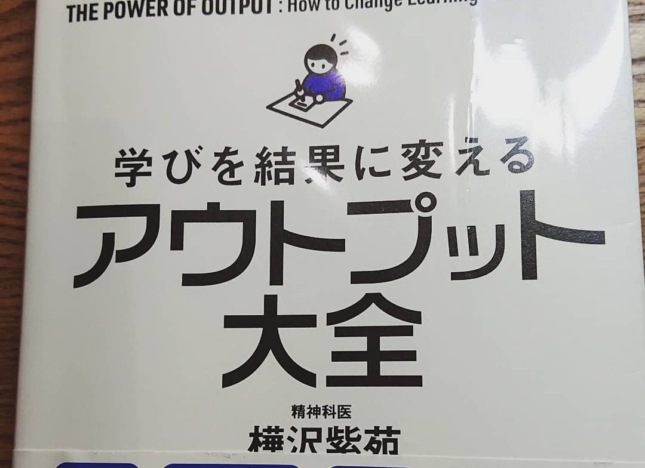 THE POWER OF OUTPUT : How to Change Learning
学びを結果に変える
アウトプット
大全
精神科医
樺沢紫苑